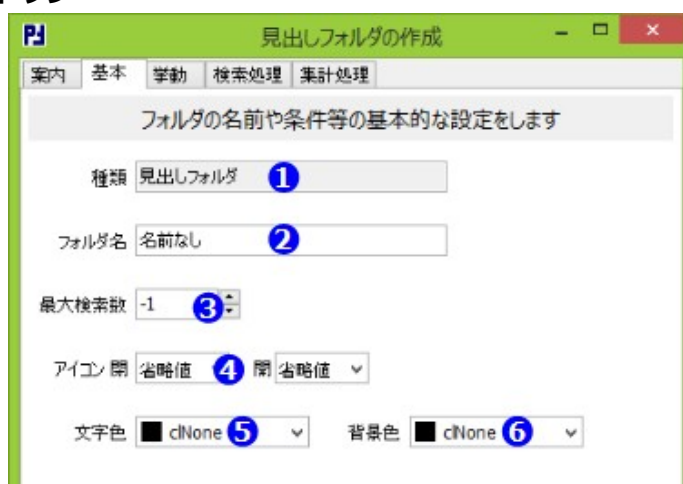 見出しフォルダの作成
案内 基本 挙動 検索処理 集計処理
フォルダの名前や条件等の基本的な設定をします
種類 見出しフォルダ 1
フォルダ名 名前なし 2
最大検索数 -1 3
アイコン 閉 省略値 4 開 省略値
文字色 clNone 5 背景色 clNone 6